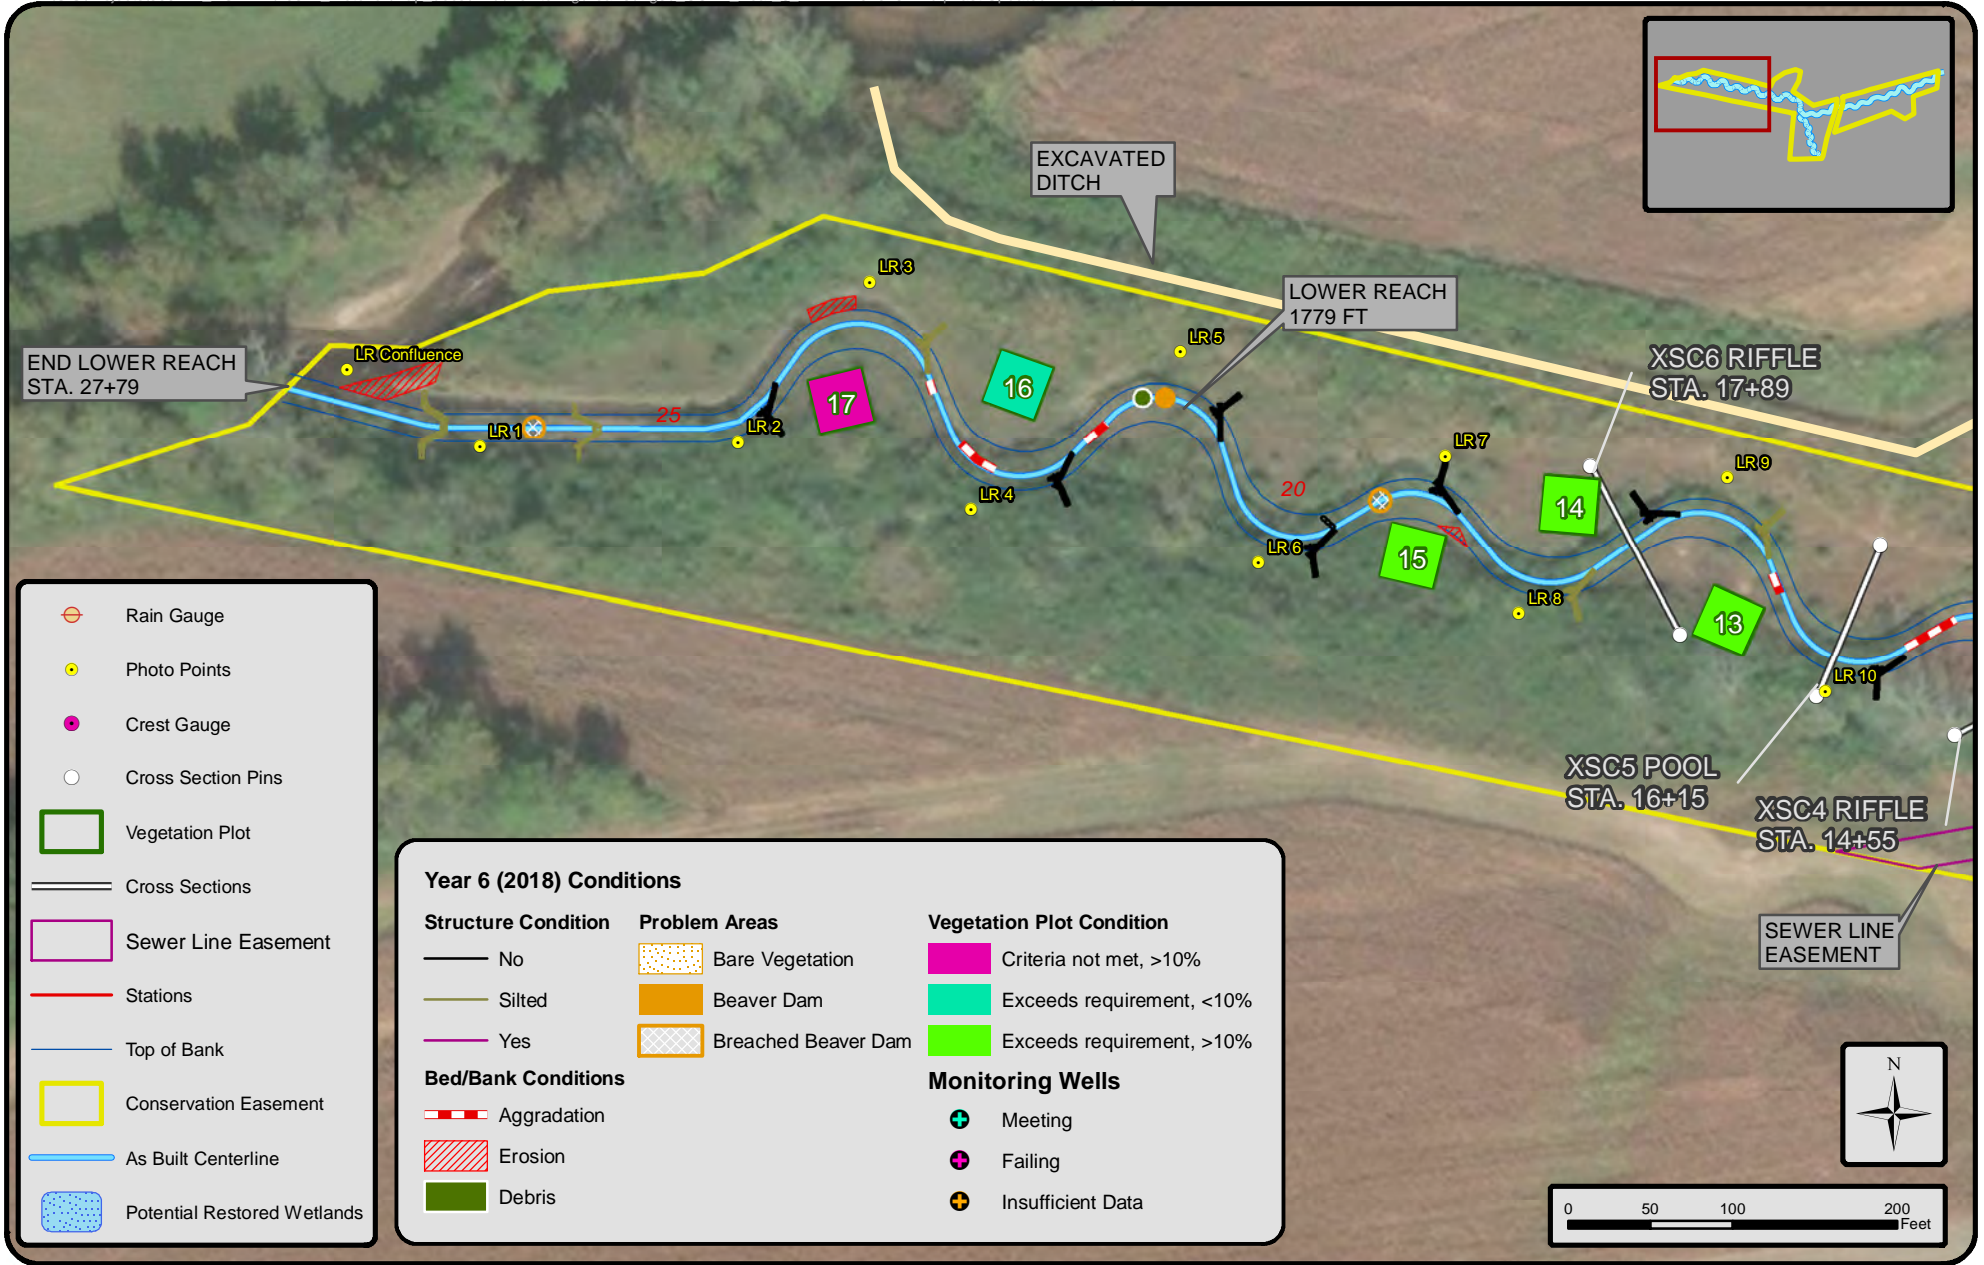 EXCAVATED
DITCH
LOWER REACH
1779 FT
END LOWER REACH
STA. 27+79
LR Confluence
LR 1
LR 2
LR 3
LR 4
LR 5
LR 6
LR 7
LR 8
LR 9
LR 10
25
20
17
16
15
14
13
XSC6 RIFFLE
STA. 17+89
XSC5 POOL
STA. 16+15
XSC4 RIFFLE
STA. 14+55
SEWER LINE
EASEMENT
Rain Gauge
Photo Points
Crest Gauge
Cross Section Pins
Vegetation Plot
Cross Sections
Sewer Line Easement
Stations
Top of Bank
Conservation Easement
As Built Centerline
Potential Restored Wetlands
Year 6 (2018) Conditions
Structure Condition
No
Silted
Yes
Bed/Bank Conditions
Aggradation
Erosion
Debris
Problem Areas
Bare Vegetation
Beaver Dam
Breached Beaver Dam
Vegetation Plot Condition
Criteria not met, >10%
Exceeds requirement, <10%
Exceeds requirement, >10%
Monitoring Wells
Meeting
Failing
Insufficient Data
N
0 50 100 200
Feet